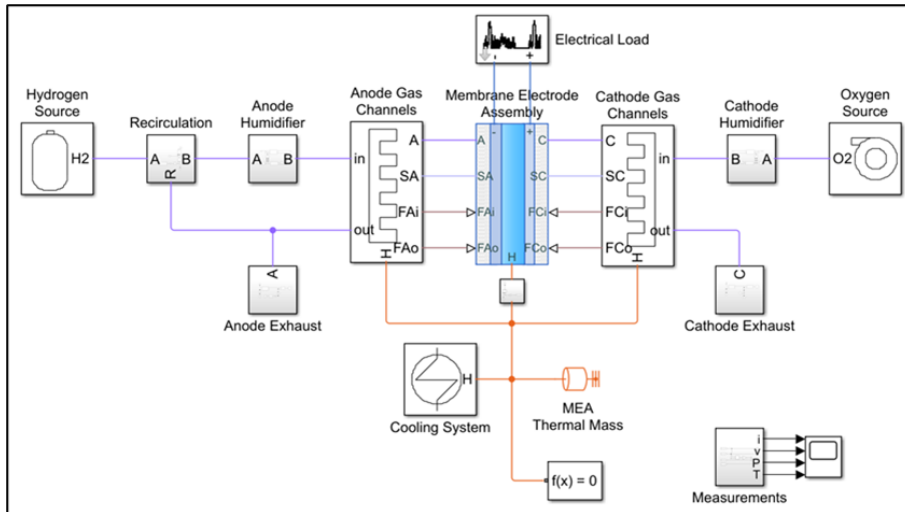 Electrical Load
- +
Hydrogen
Source
H2
Recirculation
A B
R
Anode
Humidifier
A B
Anode Gas
Channels
in
out
A
SA
FAi
FAo
H
Membrane Electrode
Assembly
- +
A
SA
FAi
FAo
C
SC
FCi
FCo
H
Cathode Gas
Channels
C
SC
FCi
FCo
in
out
H
Cathode
Humidifier
B A
Oxygen
Source
O2
A
Anode Exhaust
C
Cathode Exhaust
H
Cooling System
MEA
Thermal Mass
f(x) = 0
i
v
P
T
Measurements